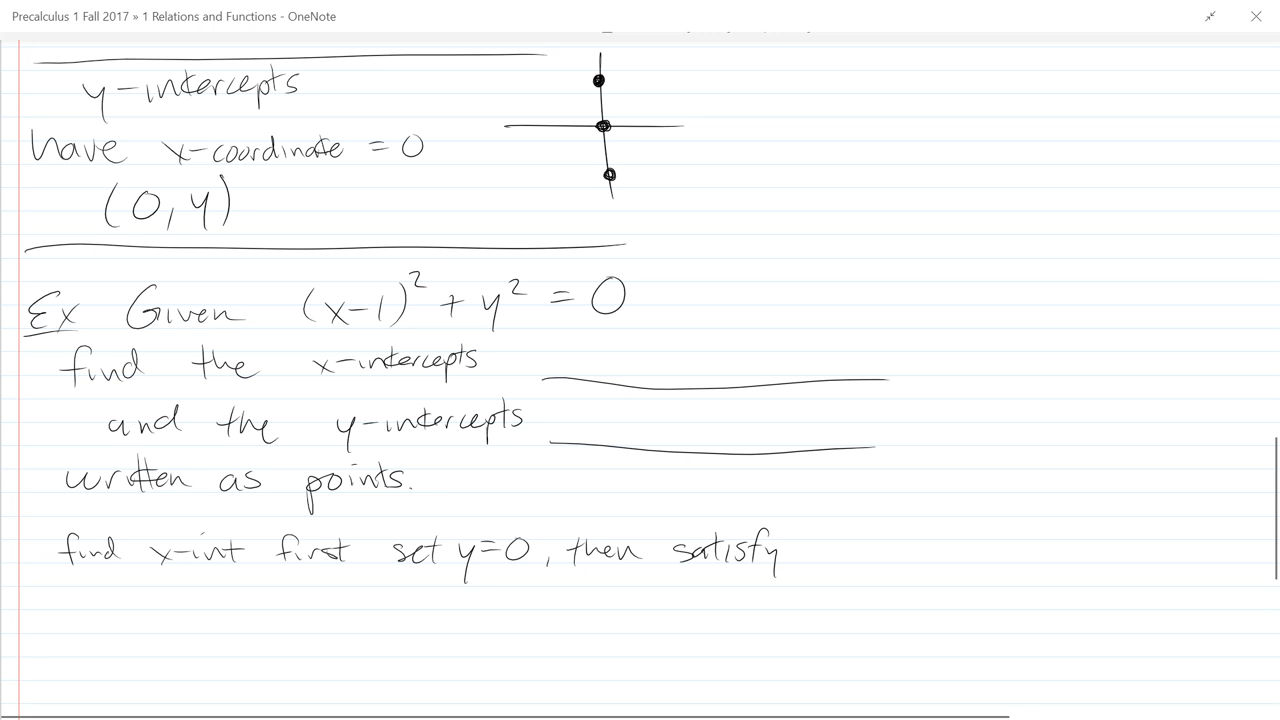 Precalculus 1 Fall 2017 » 1 Relations and Functions - OneNote
y-intercepts
have x-coordinate = 0
(0, y)
Ex Given (x-1)² + y² = 0
find the x-intercepts
and the y-intercepts
written as points.
find x-int first set y=0, then satisfy